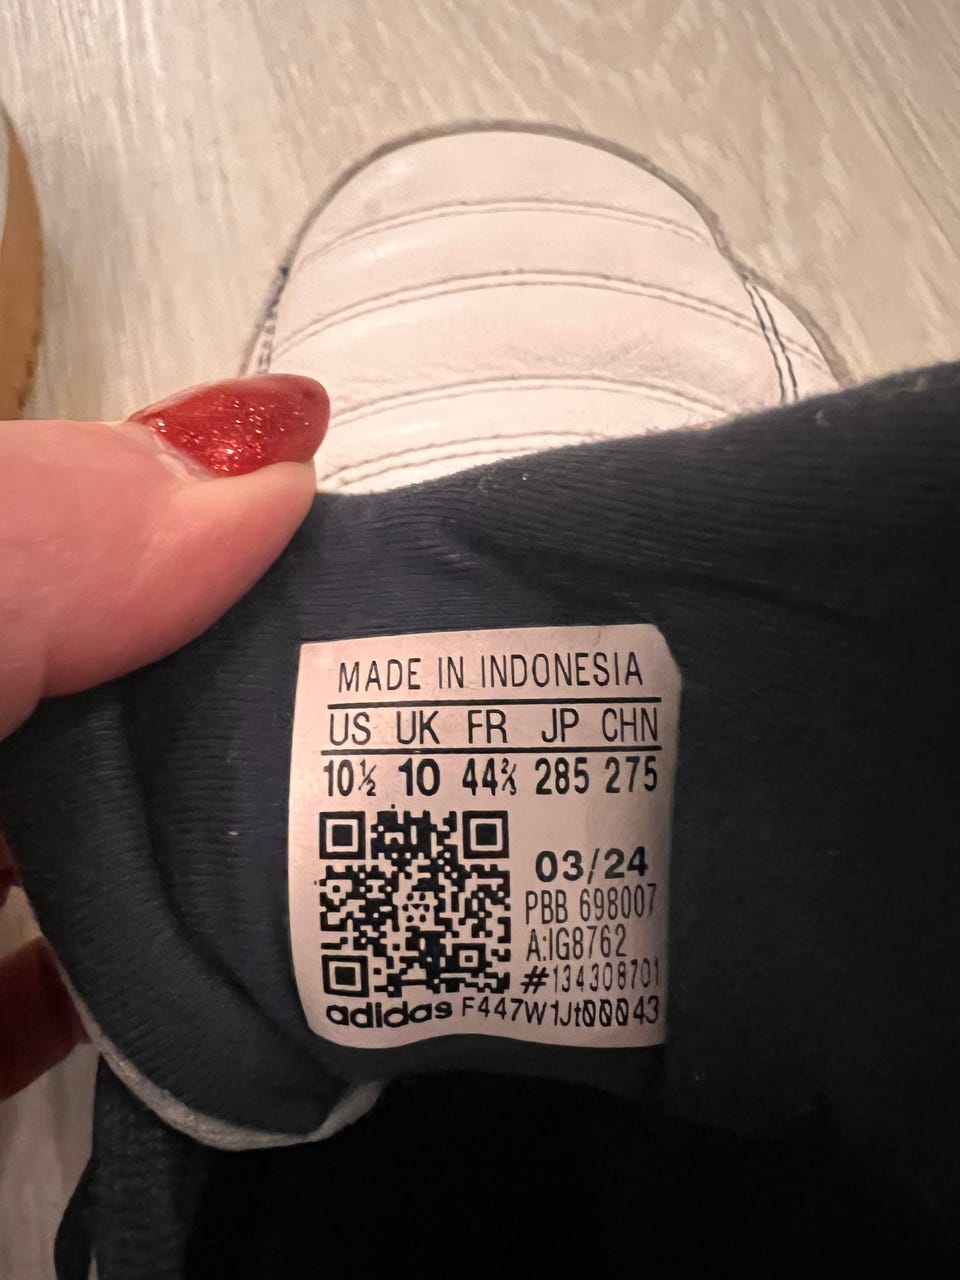 MADE IN INDONESIA
US UK FR JP CHN
10½ 10 44⅔ 285 275
03/24
PBB 698007
A:IG8762
#134308701
adidas F447W1Jt00043